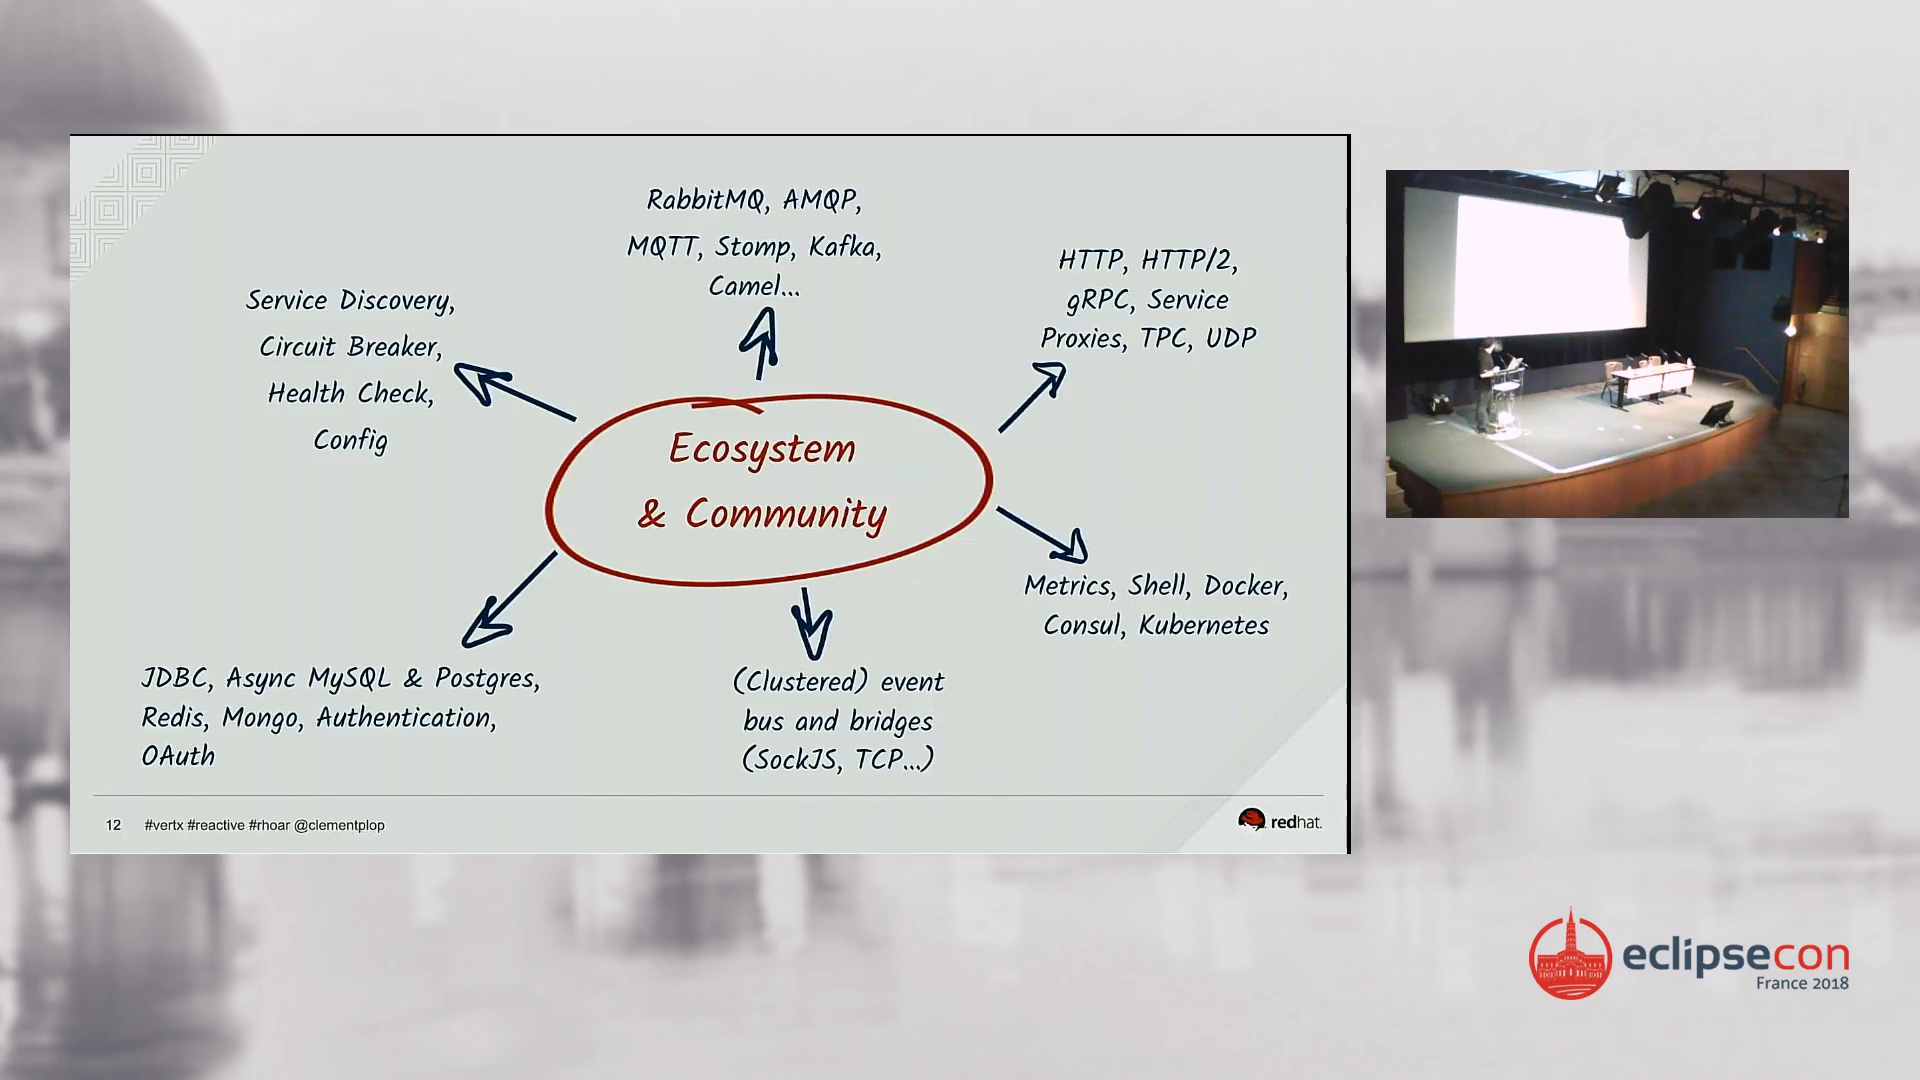 RabbitMQ, AMQP,
MQTT, Stomp, Kafka,
Camel...
HTTP, HTTP/2,
gRPC, Service
Proxies, TPC, UDP
Service Discovery,
Circuit Breaker,
Health Check,
Config
Ecosystem
& Community
Metrics, Shell, Docker,
Consul, Kubernetes
JDBC, Async MySQL & Postgres,
Redis, Mongo, Authentication,
OAuth
(Clustered) event
bus and bridges
(SockJS, TCP...)
12 #vertx #reactive #rhoar @clementplop
redhat.
eclipsecon
France 2018